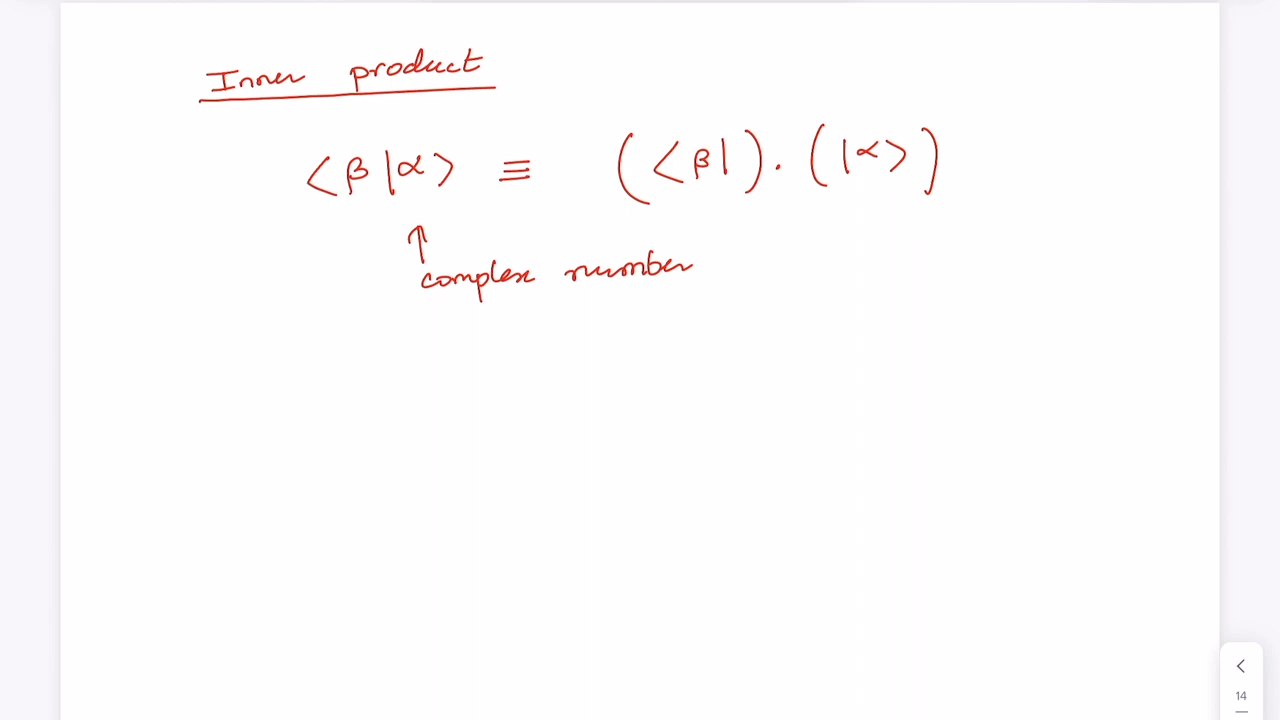 Inner product
<β|α> ≡ (<β|).(|α>)
↑
complex number
14